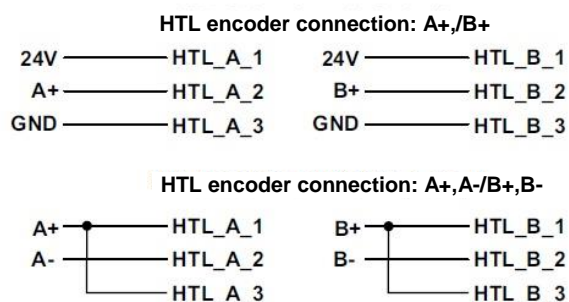 HTL encoder connection: A+,/B+
24V HTL_A_1 24V HTL_B_1
A+ HTL_A_2 B+ HTL_B_2
GND HTL_A_3 GND HTL_B_3
HTL encoder connection: A+,A-/B+,B-
A+ HTL_A_1 B+ HTL_B_1
A- HTL_A_2 B- HTL_B_2
HTL_A_3 HTL_B_3